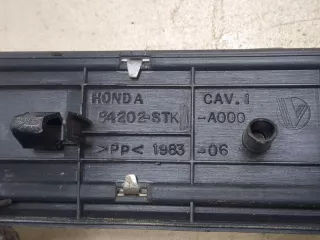 HONDA CAV.1
84202-STK -A000
>PP< 1983-06